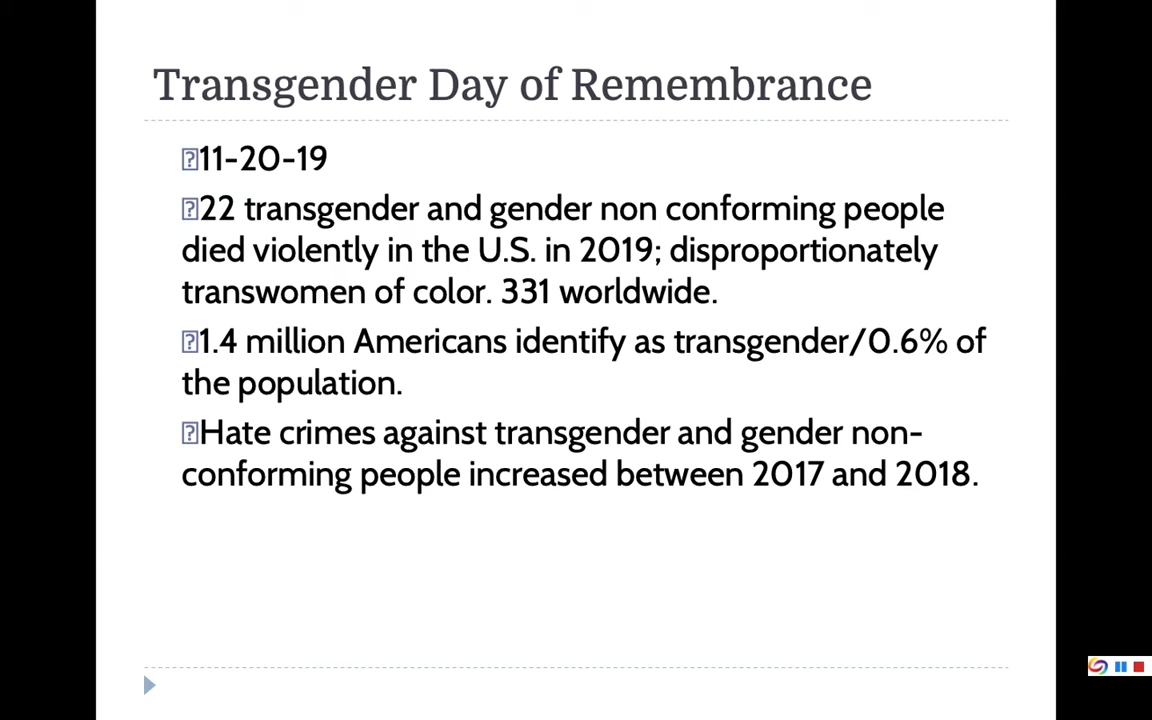 Transgender Day of Remembrance
11-20-19
22 transgender and gender non conforming people
died violently in the U.S. in 2019; disproportionately
transwomen of color. 331 worldwide.
1.4 million Americans identify as transgender/0.6% of
the population.
Hate crimes against transgender and gender non-
conforming people increased between 2017 and 2018.